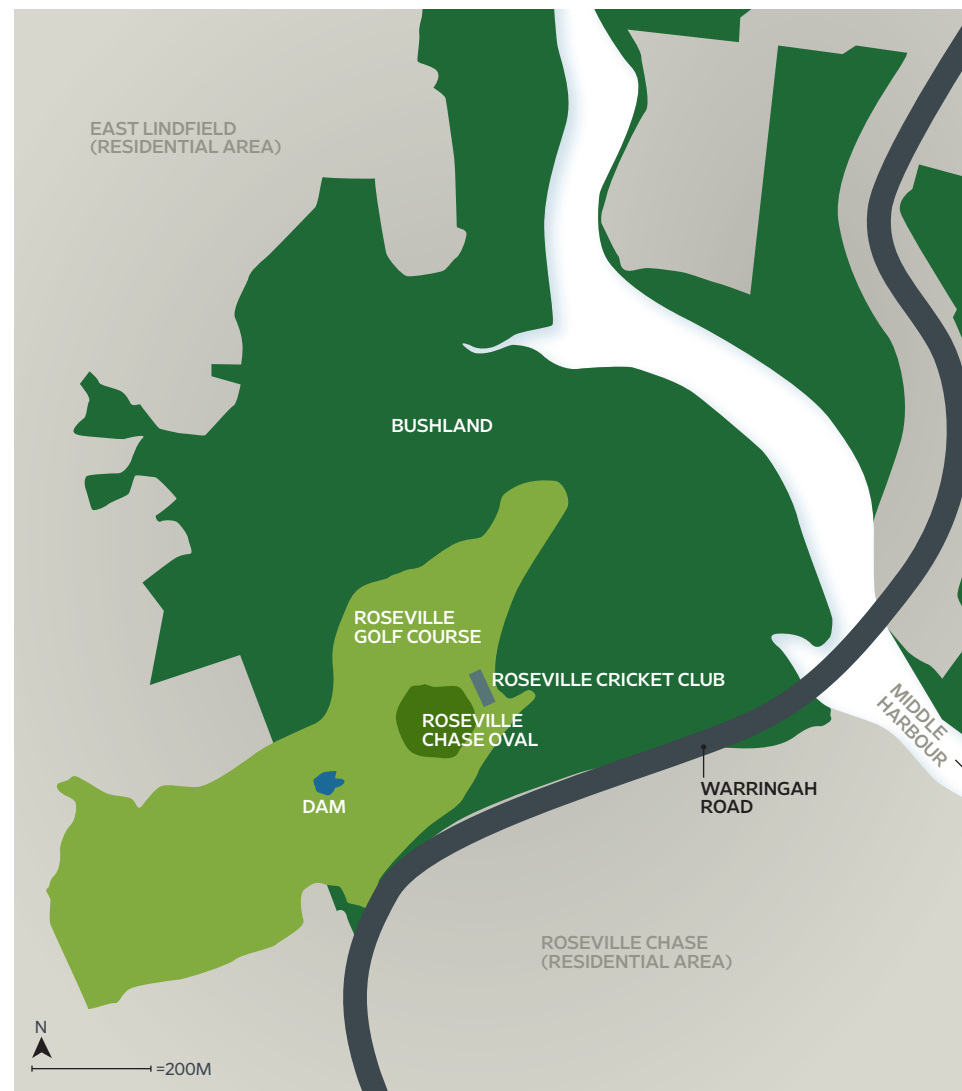 EAST LINDFIELD
(RESIDENTIAL AREA)
BUSHLAND
ROSEVILLE
GOLF COURSE
ROSEVILLE CRICKET CLUB
ROSEVILLE
CHASE OVAL
MIDDLE
HARBOUR
DAM
WARRINGAH
ROAD
ROSEVILLE CHASE
(RESIDENTIAL AREA)
N
=200M